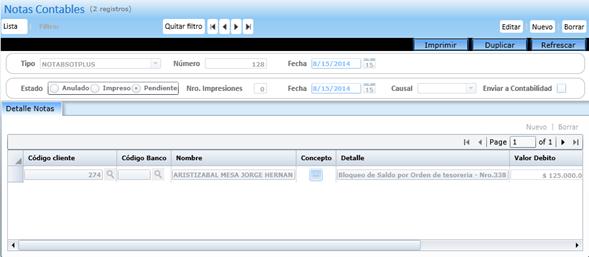 Notas Contables (2 registros)
Lista Filtros Quitar filtro Editar Nuevo Borrar
Imprimir Duplicar Refrescar
Tipo NOTABSOTPLUS Número 128 Fecha 8/15/2014 15
Estado Anulado Impreso Pendiente Nro. Impresiones 0 Fecha 8/15/2014 15 Causal Enviar a Contabilidad
Detalle Notas
Nuevo | Borrar
Page 1 of 1
Código cliente Código Banco Nombre Concepto Detalle Valor Debito
274 ARISTIZABAL MESA JORGE HERNAN Bloqueo de Saldo por Orden de tesoreria - Nro.338 $ 125.000.0